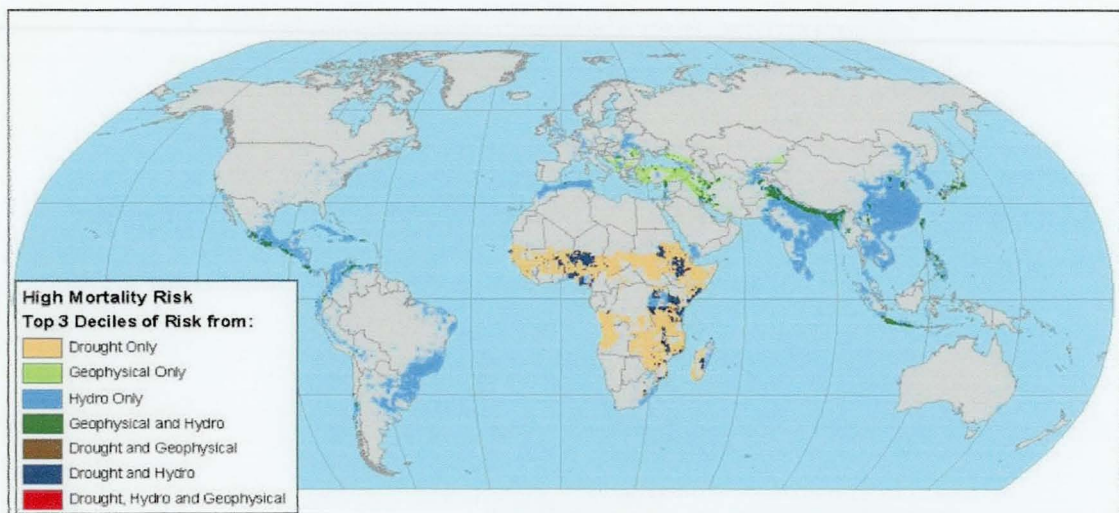 High Mortality Risk
Top 3 Deciles of Risk from:
Drought Only
Geophysical Only
Hydro Only
Geophysical and Hydro
Drought and Geophysical
Drought and Hydro
Drought, Hydro and Geophysical